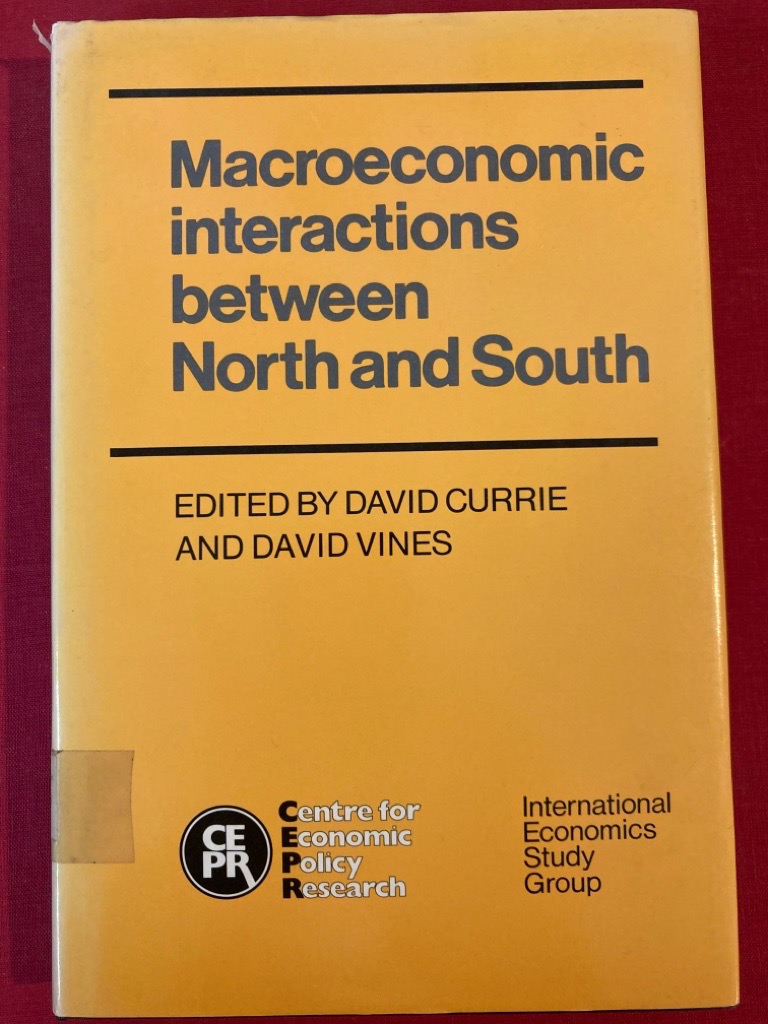 Macroeconomic
interactions
between
North and South
EDITED BY DAVID CURRIE
AND DAVID VINES
CE
PR
Centre for
Economic
Policy
Research
International
Economics
Study
Group